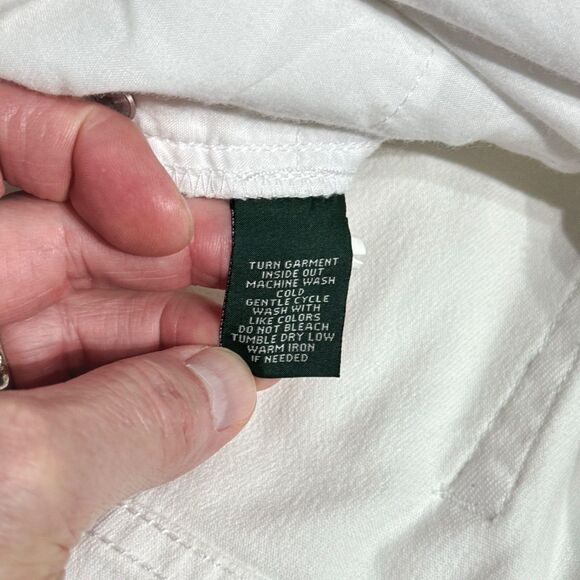 TURN GARMENT
INSIDE OUT
MACHINE WASH
COLD
GENTLE CYCLE
WASH WITH
LIKE COLORS
DO NOT BLEACH
TUMBLE DRY LOW
WARM IRON
IF NEEDED